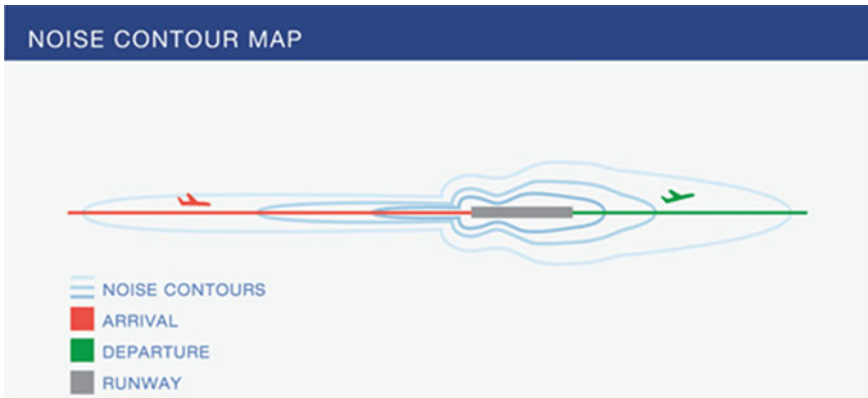 NOISE CONTOUR MAP
NOISE CONTOURS
ARRIVAL
DEPARTURE
RUNWAY